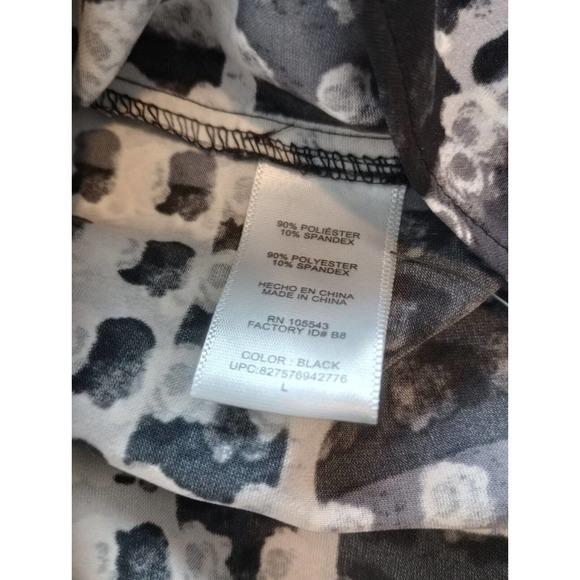 90% POLIÉSTER
10% SPANDEX
90% POLYESTER
10% SPANDEX
HECHO EN CHINA
MADE IN CHINA
RN 105543
FACTORY ID# B8
COLOR : BLACK
UPC:827576942776
L